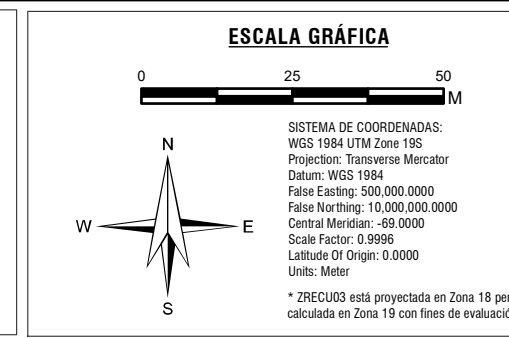 ESCALA GRÁFICA
0 25 50
M
N
W E
S
SISTEMA DE COORDENADAS:
WGS 1984 UTM Zone 19S
Projection: Transverse Mercator
Datum: WGS 1984
False Easting: 500,000.0000
False Northing: 10,000,000.0000
Central Meridian: -69.0000
Scale Factor: 0.9996
Latitude Of Origin: 0.0000
Units: Meter
* ZRECU03 está proyectada en Zona 18
calculada en Zona 19 con fines de